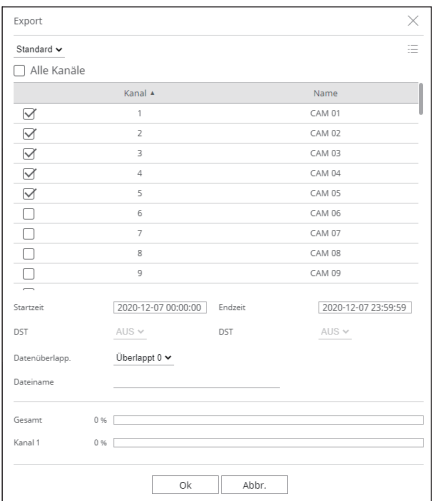 Export
Standard
Alle Kanäle
Kanal ▲ Name
1 CAM 01
2 CAM 02
3 CAM 03
4 CAM 04
5 CAM 05
6 CAM 06
7 CAM 07
8 CAM 08
9 CAM 09
Startzeit 2020-12-07 00:00:00 Endzeit 2020-12-07 23:59:59
DST AUS DST AUS
Datenüberlapp. Überlappt 0
Dateiname
Gesamt 0 %
Kanal 1 0 %
Ok Abbr.